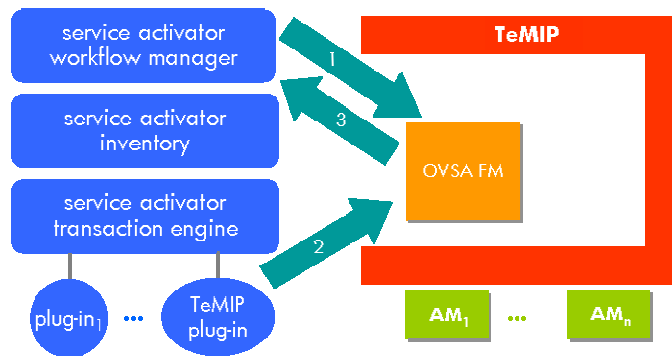 service activator
workflow manager
service activator
inventory
service activator
transaction engine
plug-in1
...
TeMIP
plug-in
1
3
2
TeMIP
OVSA FM
AM1
...
AMn